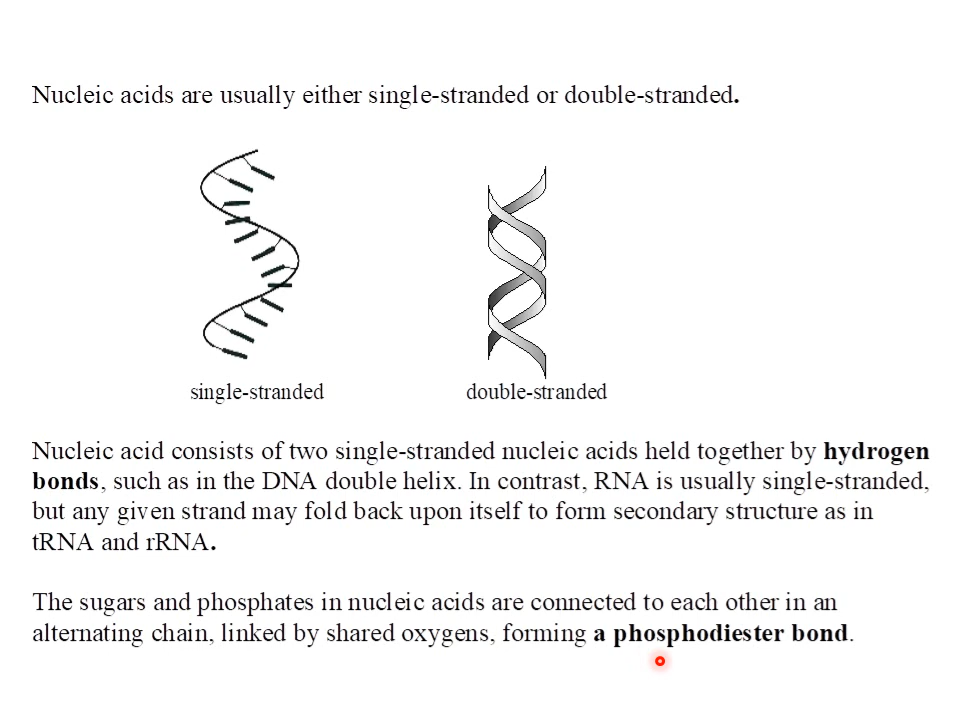 Nucleic acids are usually either single-stranded or double-stranded.
single-stranded
double-stranded
Nucleic acid consists of two single-stranded nucleic acids held together by hydrogen
bonds, such as in the DNA double helix. In contrast, RNA is usually single-stranded,
but any given strand may fold back upon itself to form secondary structure as in
tRNA and rRNA.
The sugars and phosphates in nucleic acids are connected to each other in an
alternating chain, linked by shared oxygens, forming a phosphodiester bond.